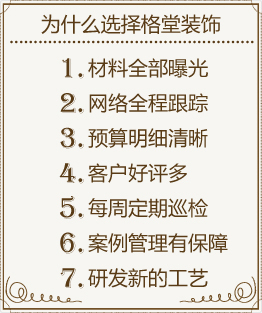 为什么选择格堂装饰
1.材料全部曝光
2.网络全程跟踪
3.预算明细清晰
4.客户好评多
5.每周定期巡检
6.案例管理有保障
7.研发新的工艺